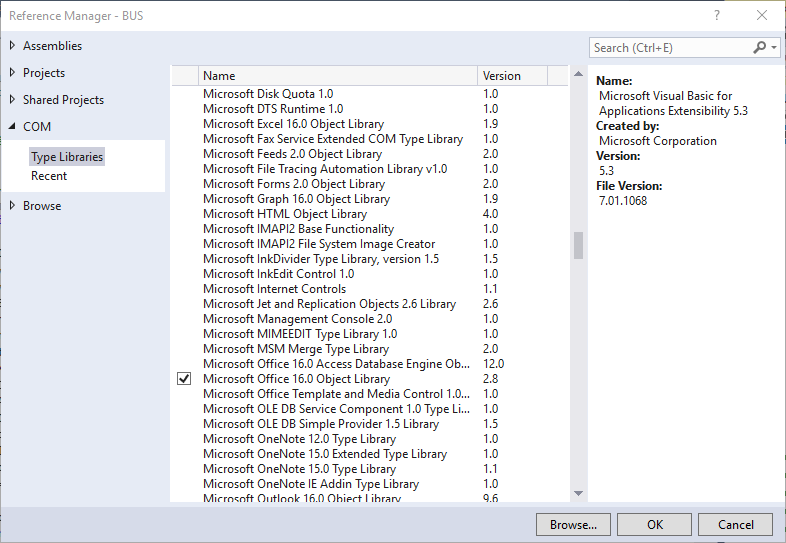 Reference Manager - BUS
Assemblies
Projects
Shared Projects
COM
Type Libraries
Recent
Browse
Name Version
Microsoft Disk Quota 1.0 1.0
Microsoft DTS Runtime 1.0 1.0
Microsoft Excel 16.0 Object Library 1.9
Microsoft Fax Service Extended COM Type Library 1.0
Microsoft Feeds 2.0 Object Library 2.0
Microsoft File Tracing Automation Library v1.0 1.0
Microsoft Forms 2.0 Object Library 2.0
Microsoft Graph 16.0 Object Library 1.9
Microsoft HTML Object Library 4.0
Microsoft IMAPI2 Base Functionality 1.0
Microsoft IMAPI2 File System Image Creator 1.0
Microsoft InkDivider Type Library, version 1.5 1.5
Microsoft InkEdit Control 1.0 1.0
Microsoft Internet Controls 1.1
Microsoft Jet and Replication Objects 2.6 Library 2.6
Microsoft Management Console 2.0 1.0
Microsoft MIMEEDIT Type Library 1.0 1.0
Microsoft MSM Merge Type Library 2.0
Microsoft Office 16.0 Access Database Engine Ob... 12.0
Microsoft Office 16.0 Object Library 2.8
Microsoft Office Template and Media Control 1.0... 1.0
Microsoft OLE DB Service Component 1.0 Type Li... 1.0
Microsoft OLE DB Simple Provider 1.5 Library 1.5
Microsoft OneNote 12.0 Type Library 1.0
Microsoft OneNote 15.0 Extended Type Library 1.0
Microsoft OneNote 15.0 Type Library 1.1
Microsoft OneNote IE Addin Type Library 1.0
Microsoft Outlook 16.0 Object Library 9.6
Search (Ctrl+E)
Name:
Microsoft Visual Basic for
Applications Extensibility 5.3
Created by:
Microsoft Corporation
Version:
5.3
File Version:
7.01.1068
Browse... OK Cancel